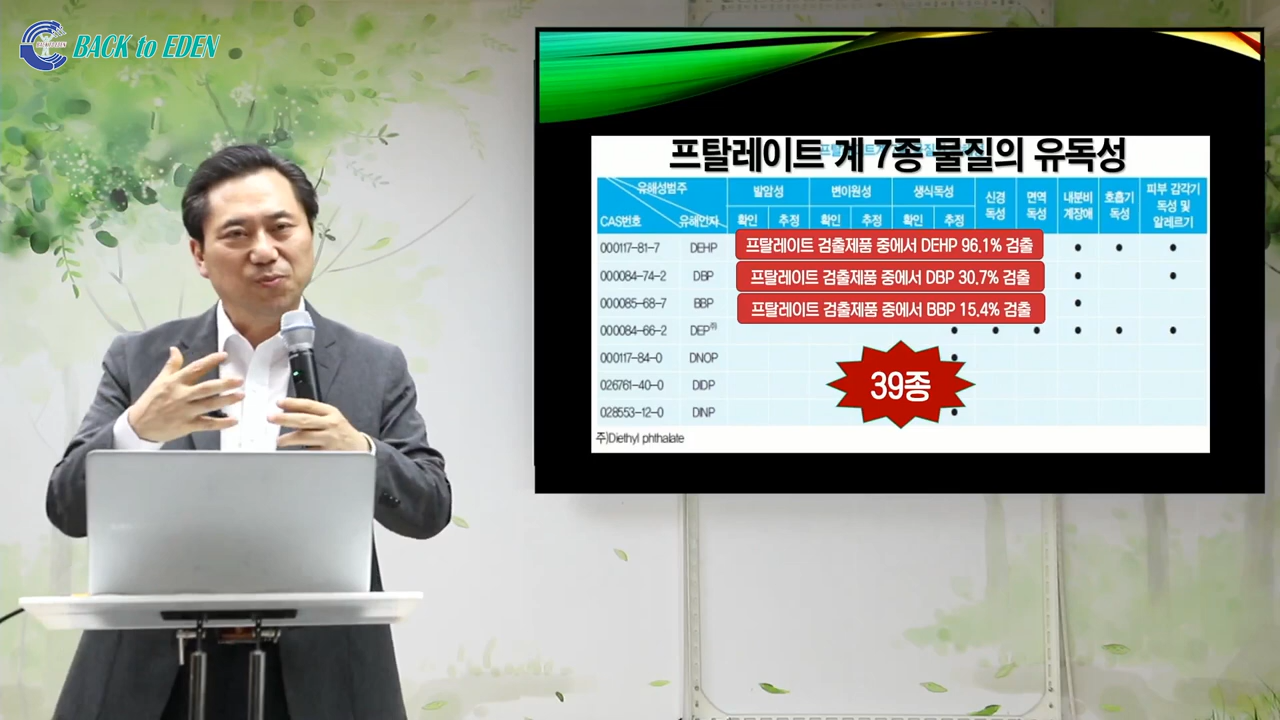 BACK to EDEN
프탈레이트 계 7종 물질의 유독성
유해성범주 발암성 변이원성 생식독성 신경 독성 면역 독성 내분비 계장애 호흡기 독성 피부 감각기 독성 및 알레르기
CAS번호 유해인자 확인 추정 확인 추정 확인 추정
000117-81-7 DEHP 프탈레이트 검출제품 중에서 DEHP 96.1% 검출 • • •
000084-74-2 DBP 프탈레이트 검출제품 중에서 DBP 30.7% 검출 • •
000085-68-7 BBP 프탈레이트 검출제품 중에서 BBP 15.4% 검출 •
000084-66-2 DEP주) • • • • • •
000117-84-0 DNOP •
026761-40-0 DIDP
39종
028553-12-0 DINP •
주)Diethyl phthalate